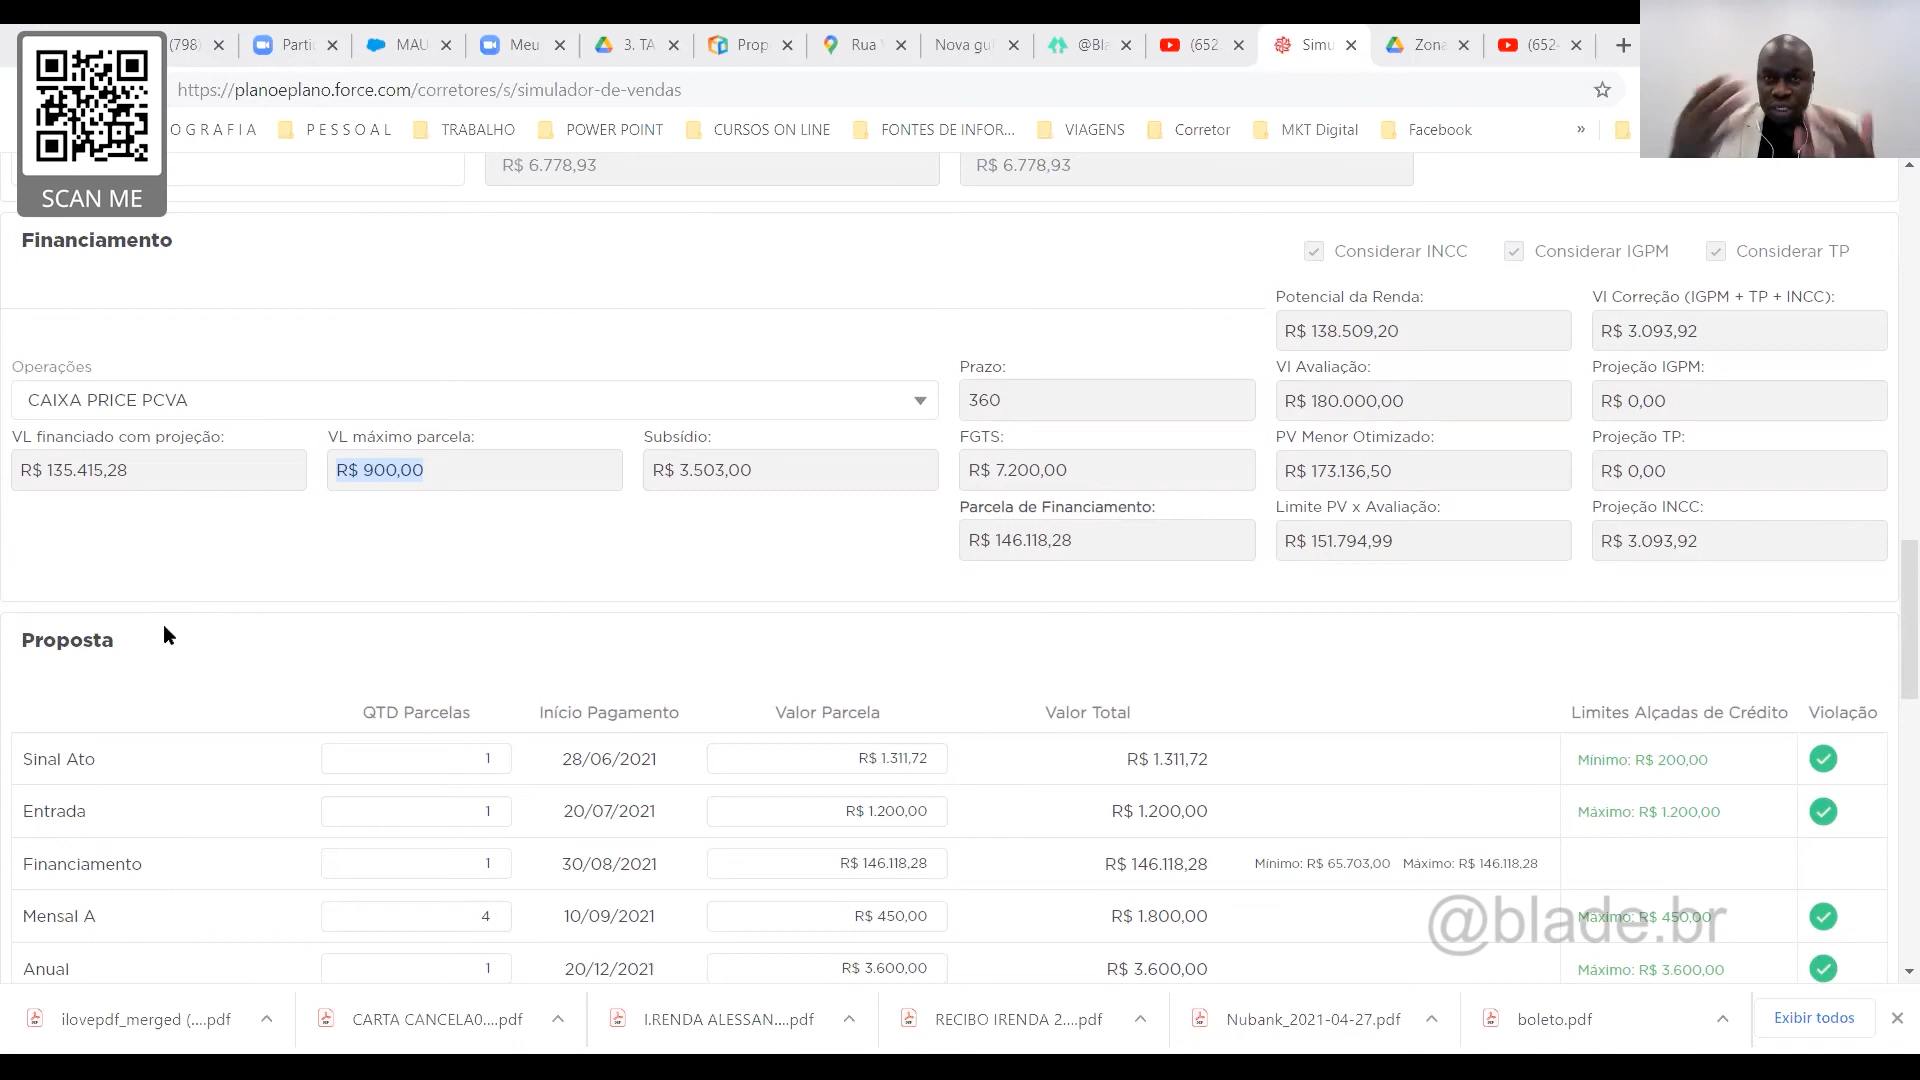 (798)
Parti
MAU
Meu
3. TA
Prop
Rua
Nova gu
@Bla
(652
Simu
Zona
(652
SCAN ME
https://planoeplano.force.com/corretores/s/simulador-de-vendas
O G R A F I A
P E S S O A L
TRABALHO
POWER POINT
CURSOS ON LINE
FONTES DE INFOR...
VIAGENS
Corretor
MKT Digital
Facebook
»
R$ 6.778,93
R$ 6.778,93
Financiamento
Considerar INCC
Considerar IGPM
Considerar TP
Potencial da Renda:
Vl Correção (IGPM + TP + INCC):
R$ 138.509,20
R$ 3.093,92
Operações
Prazo:
Vl Avaliação:
Projeção IGPM:
CAIXA PRICE PCVA
360
R$ 180.000,00
R$ 0,00
VL financiado com projeção:
VL máximo parcela:
Subsídio:
FGTS:
PV Menor Otimizado:
Projeção TP:
R$ 135.415,28
R$ 900,00
R$ 3.503,00
R$ 7.200,00
R$ 173.136,50
R$ 0,00
Parcela de Financiamento:
Limite PV x Avaliação:
Projeção INCC:
R$ 146.118,28
R$ 151.794,99
R$ 3.093,92
Proposta
QTD Parcelas
Início Pagamento
Valor Parcela
Valor Total
Limites Alçadas de Crédito
Violação
Sinal Ato
1
28/06/2021
R$ 1.311,72
R$ 1.311,72
Mínimo: R$ 200,00
Entrada
1
20/07/2021
R$ 1.200,00
R$ 1.200,00
Máximo: R$ 1.200,00
Financiamento
1
30/08/2021
R$ 146.118,28
R$ 146.118,28
Mínimo: R$ 65.703,00
Máximo: R$ 146.118,28
Mensal A
4
10/09/2021
R$ 450,00
R$ 1.800,00
Máximo: R$ 450,00
@blade.br
Anual
1
20/12/2021
R$ 3.600,00
R$ 3.600,00
Máximo: R$ 3.600,00
ilovepdf_merged (....pdf
CARTA CANCELA0....pdf
I.RENDA ALESSAN....pdf
RECIBO IRENDA 2....pdf
Nubank_2021-04-27.pdf
boleto.pdf
Exibir todos